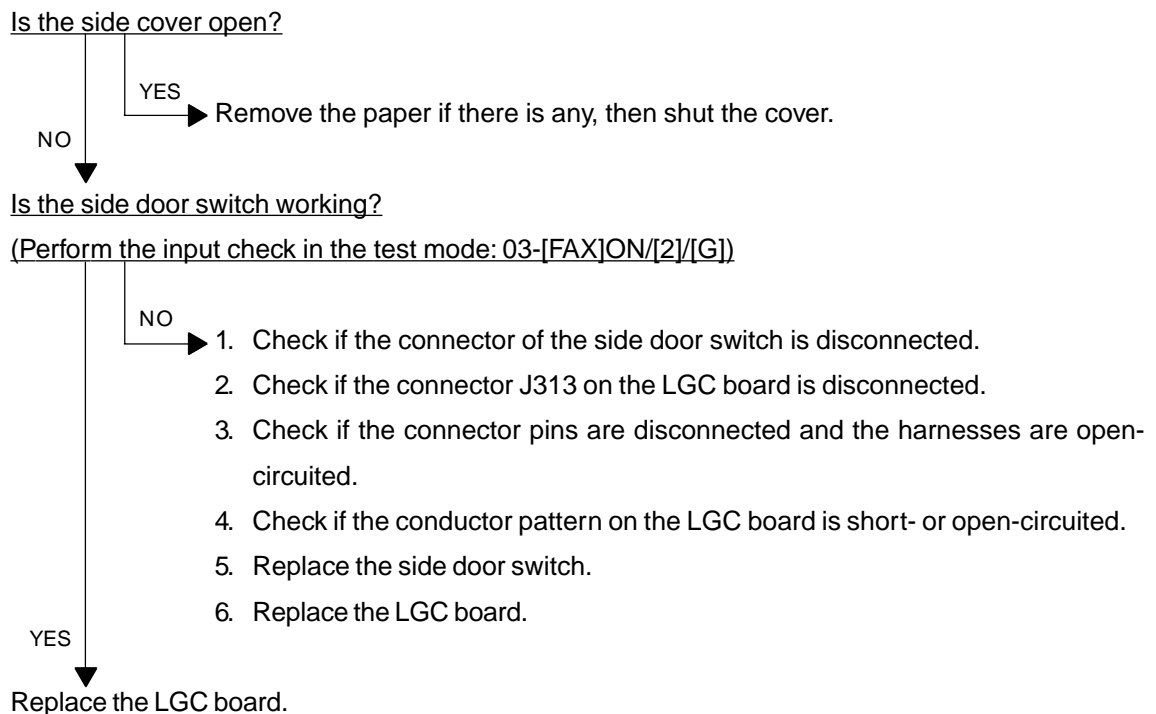 Is the side cover open?
YES
Remove the paper if there is any, then shut the cover.
NO
Is the side door switch working?
(Perform the input check in the test mode: 03-[FAX]ON/[2]/[G])
NO
1. Check if the connector of the side door switch is disconnected.
2. Check if the connector J313 on the LGC board is disconnected.
3. Check if the connector pins are disconnected and the harnesses are open-
circuited.
4. Check if the conductor pattern on the LGC board is short- or open-circuited.
5. Replace the side door switch.
6. Replace the LGC board.
YES
Replace the LGC board.